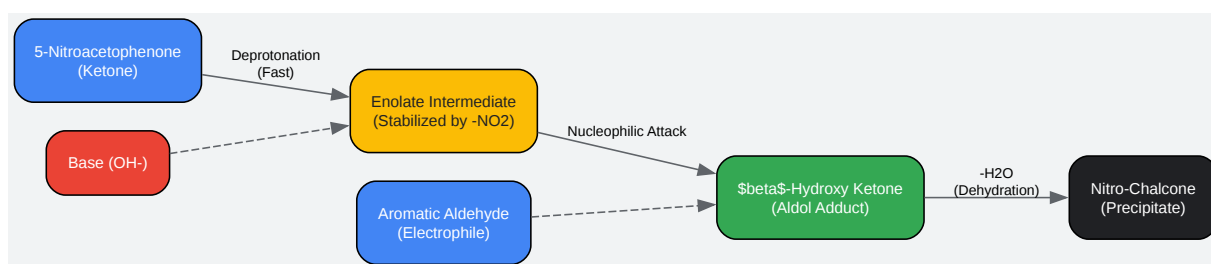 5-Nitroacetophenone
(Ketone)
Deprotonation
(Fast)
Base (OH-)
Enolate Intermediate
(Stabilized by -NO2)
Nucleophilic Attack
Aromatic Aldehyde
(Electrophile)
$beta$-Hydroxy Ketone
(Aldol Adduct)
-H2O
(Dehydration)
Nitro-Chalcone
(Precipitate)